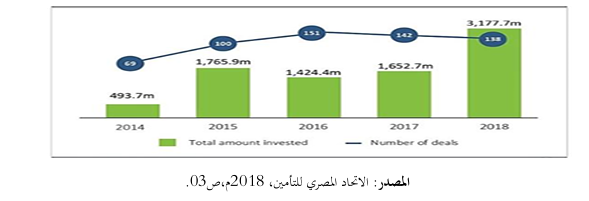 3,177.7m
151
142
138
100
69
1,765.9m
1,424.4m
1,652.7m
493.7m
2014 2015 2016 2017 2018
Total amount invested Number of deals
المصدر: الاتحاد المصري للتأمين، 2018م،ص03.